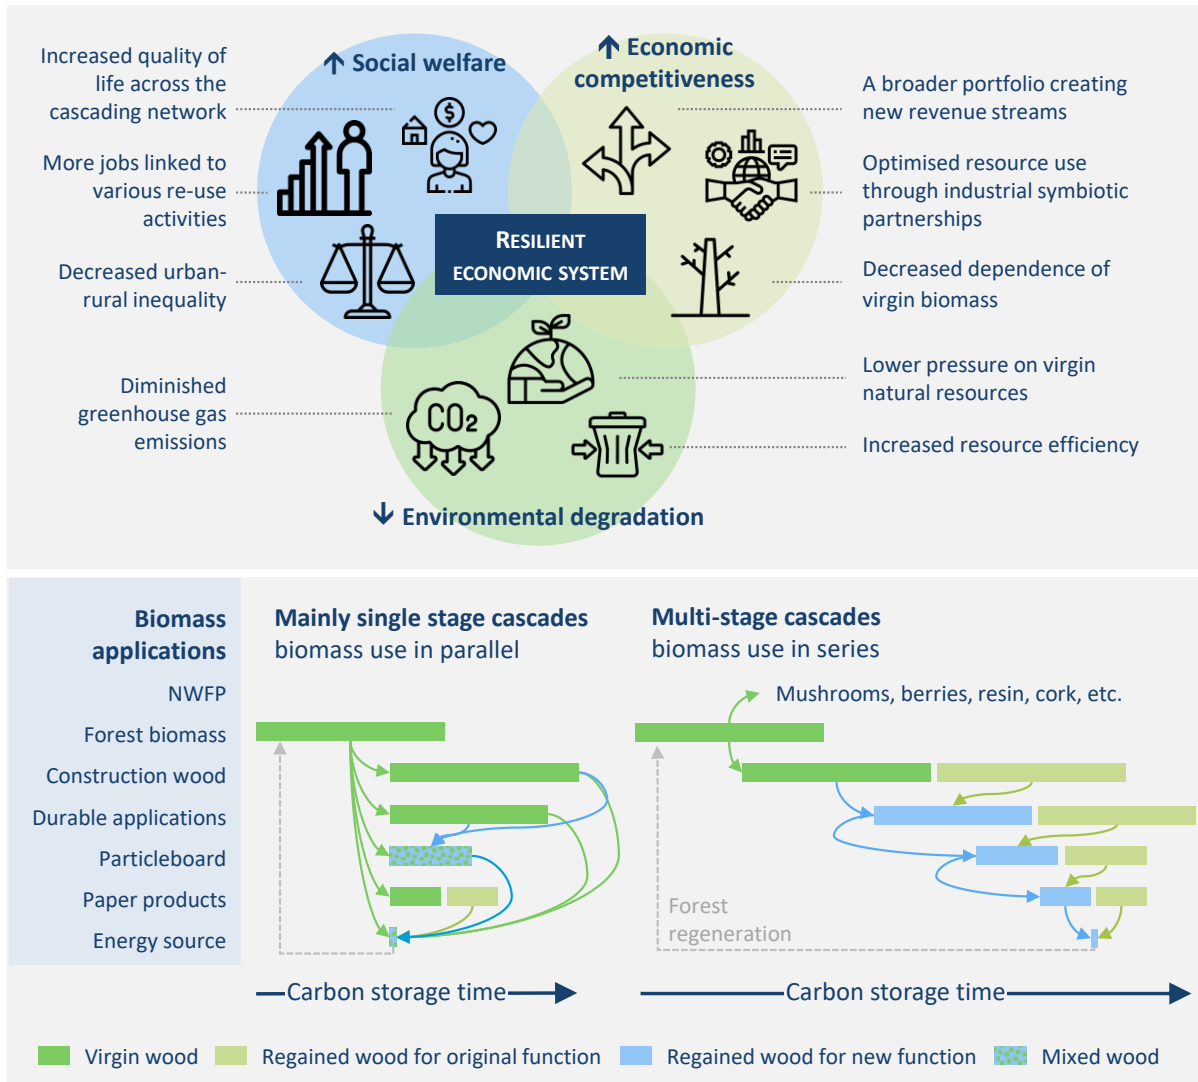 ↑ Social welfare
↑ Economic
competitiveness
Increased quality of
life across the
cascading network
More jobs linked to
various re-use
activities
Decreased urban-
rural inequality
Diminished
greenhouse gas
emissions
$
RESILIENT
ECONOMIC SYSTEM
CO₂
A broader portfolio creating
new revenue streams
Optimised resource use
through industrial symbiotic
partnerships
Decreased dependence of
virgin biomass
Lower pressure on virgin
natural resources
Increased resource efficiency
↓ Environmental degradation
Biomass
applications
NWFP
Forest biomass
Construction wood
Durable applications
Particleboard
Paper products
Energy source
Mainly single stage cascades
biomass use in parallel
Carbon storage time
Multi-stage cascades
biomass use in series
Mushrooms, berries, resin, cork, etc.
Forest
regeneration
Carbon storage time
Virgin wood
Regained wood for original function
Regained wood for new function
Mixed wood